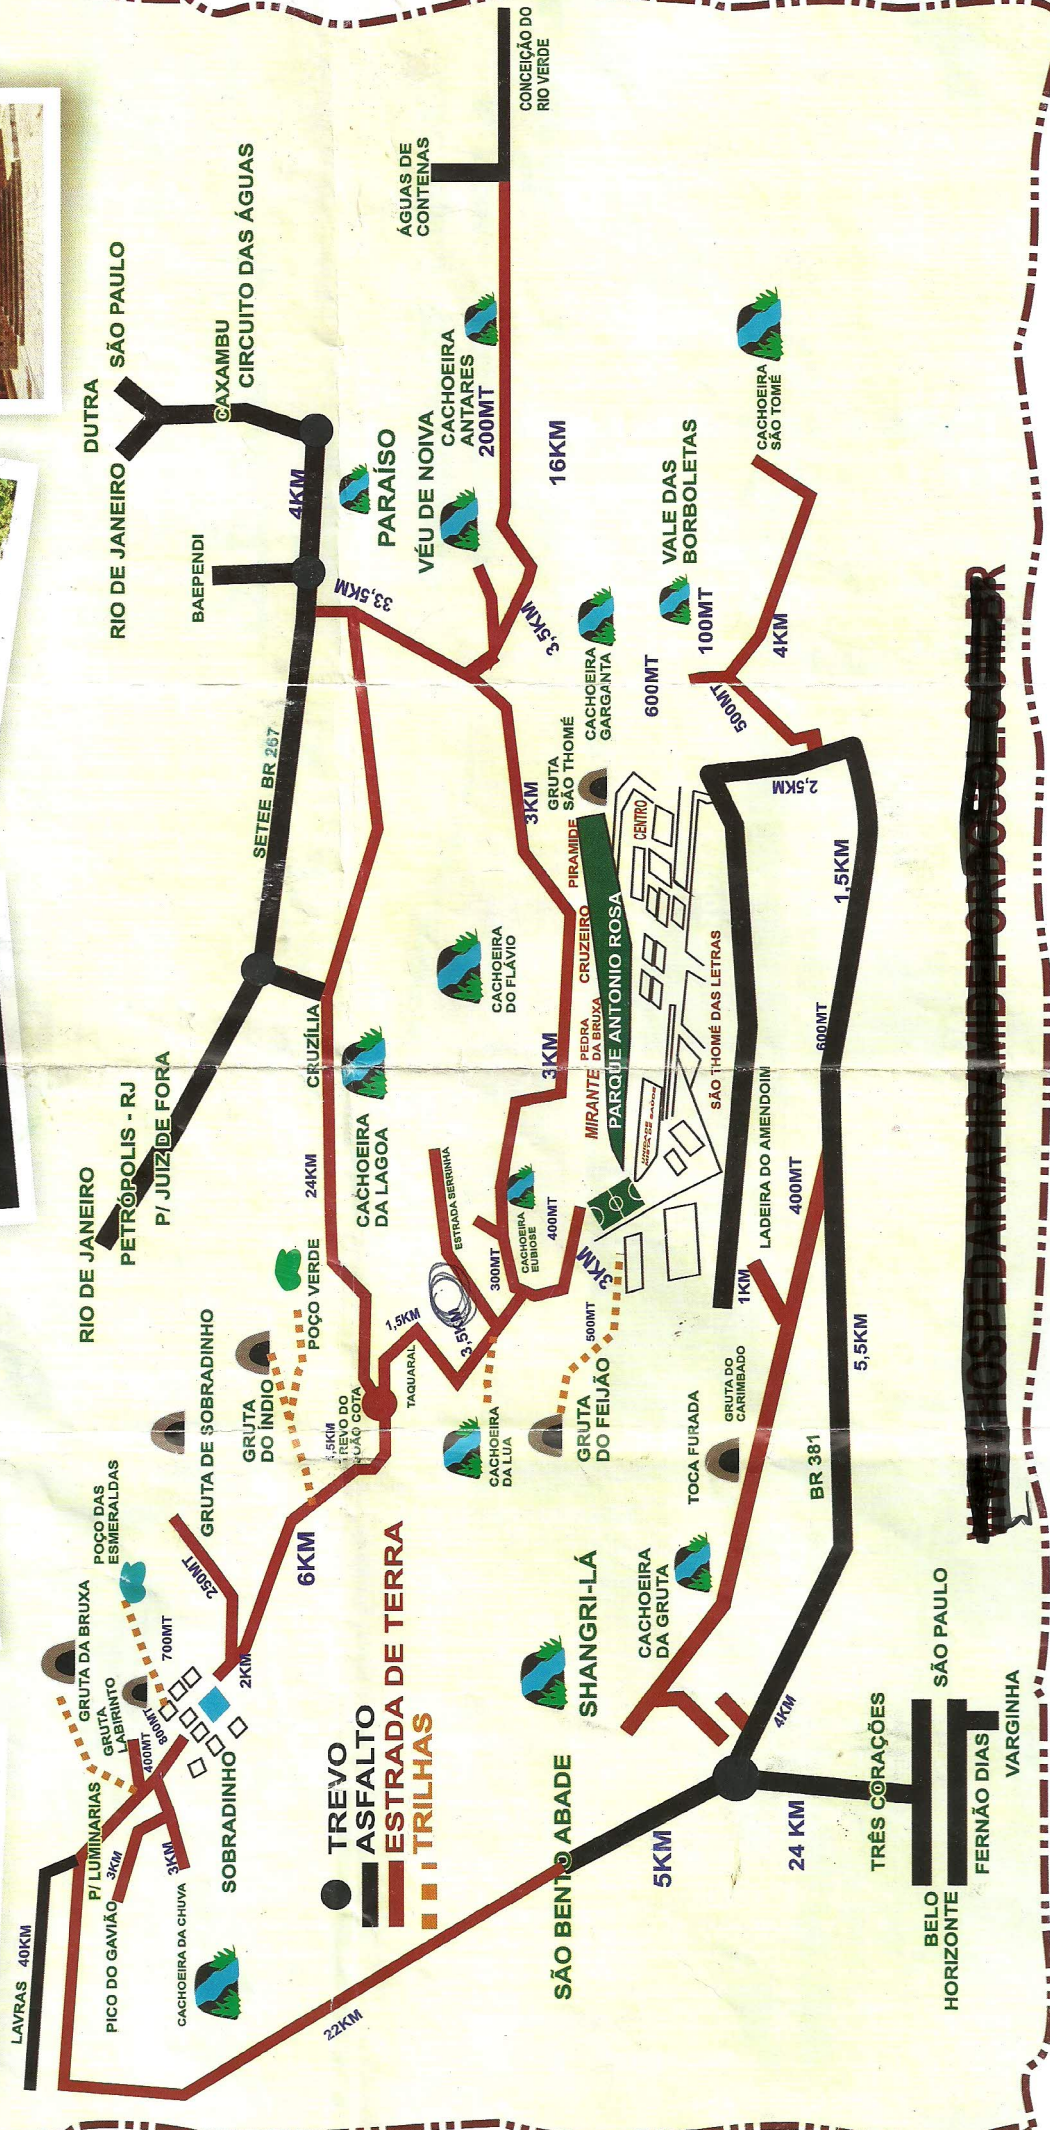 LAVRAS 40KM
P/ LUMINARIAS
PICO DO GAVIÃO
3KM
3KM
CACHOEIRA DA CHUVA
SOBRADINHO
GRUTA DA BRUXA
GRUTA
LABIRINTO
400MT
800MT
700MT
POÇO DAS
ESMERALDAS
2KM
250MT
GRUTA DE SOBRADINHO
GRUTA
DO ÍNDIO
POÇO VERDE
6KM
TREVO DO
JOÃO COTA
TAQUARAL
1,5KM
3,5KM
ESTRADA SERRINHA
24KM
CACHOEIRA
DA LAGOA
CRUZÍLIA
RIO DE JANEIRO
PETRÓPOLIS - RJ
P/ JUIZ DE FORA
SETEE BR 267
BAEPENDI
4KM
RIO DE JANEIRO
DUTRA
SÃO PAULO
CAXAMBU
CIRCUITO DAS ÁGUAS
33,5KM
PARAÍSO
VÉU DE NOIVA
CACHOEIRA
ANTARES
200MT
ÁGUAS DE
CONTENAS
CONCEIÇÃO DO
RIO VERDE
16KM
3,5KM
3KM
CACHOEIRA
DO FLÁVIO
3KM
300MT
CACHOEIRA
EUBIOSE
400MT
3KM
500MT
CACHOEIRA
DA LUA
GRUTA
DO FEIJÃO
GRUTA
SÃO THOMÉ
CACHOEIRA
GARGANTA
600MT
MIRANTE
PEDRA
DA BRUXA
CRUZEIRO
PIRAMIDE
PARQUE ANTONIO ROSA
CENTRO
UNIDADE
MISTA DE SAÚDE
SÃO THOMÉ DAS LETRAS
VALE DAS
BORBOLETAS
100MT
500MT
4KM
CACHOEIRA
SÃO TOMÉ
2,5KM
1,5KM
600MT
LADEIRA DO AMENDOIM
400MT
1KM
5,5KM
GRUTA DO
CARIMBADO
TOCA FURADA
BR 381
CACHOEIRA
DA GRUTA
SHANGRI-LÁ
4KM
TREVO
ASFALTO
ESTRADA DE TERRA
TRILHAS
22KM
SÃO BENTO ABADE
5KM
24 KM
TRÊS CORAÇÕES
SÃO PAULO
BELO
HORIZONTE
FERNÃO DIAS
VARGINHA